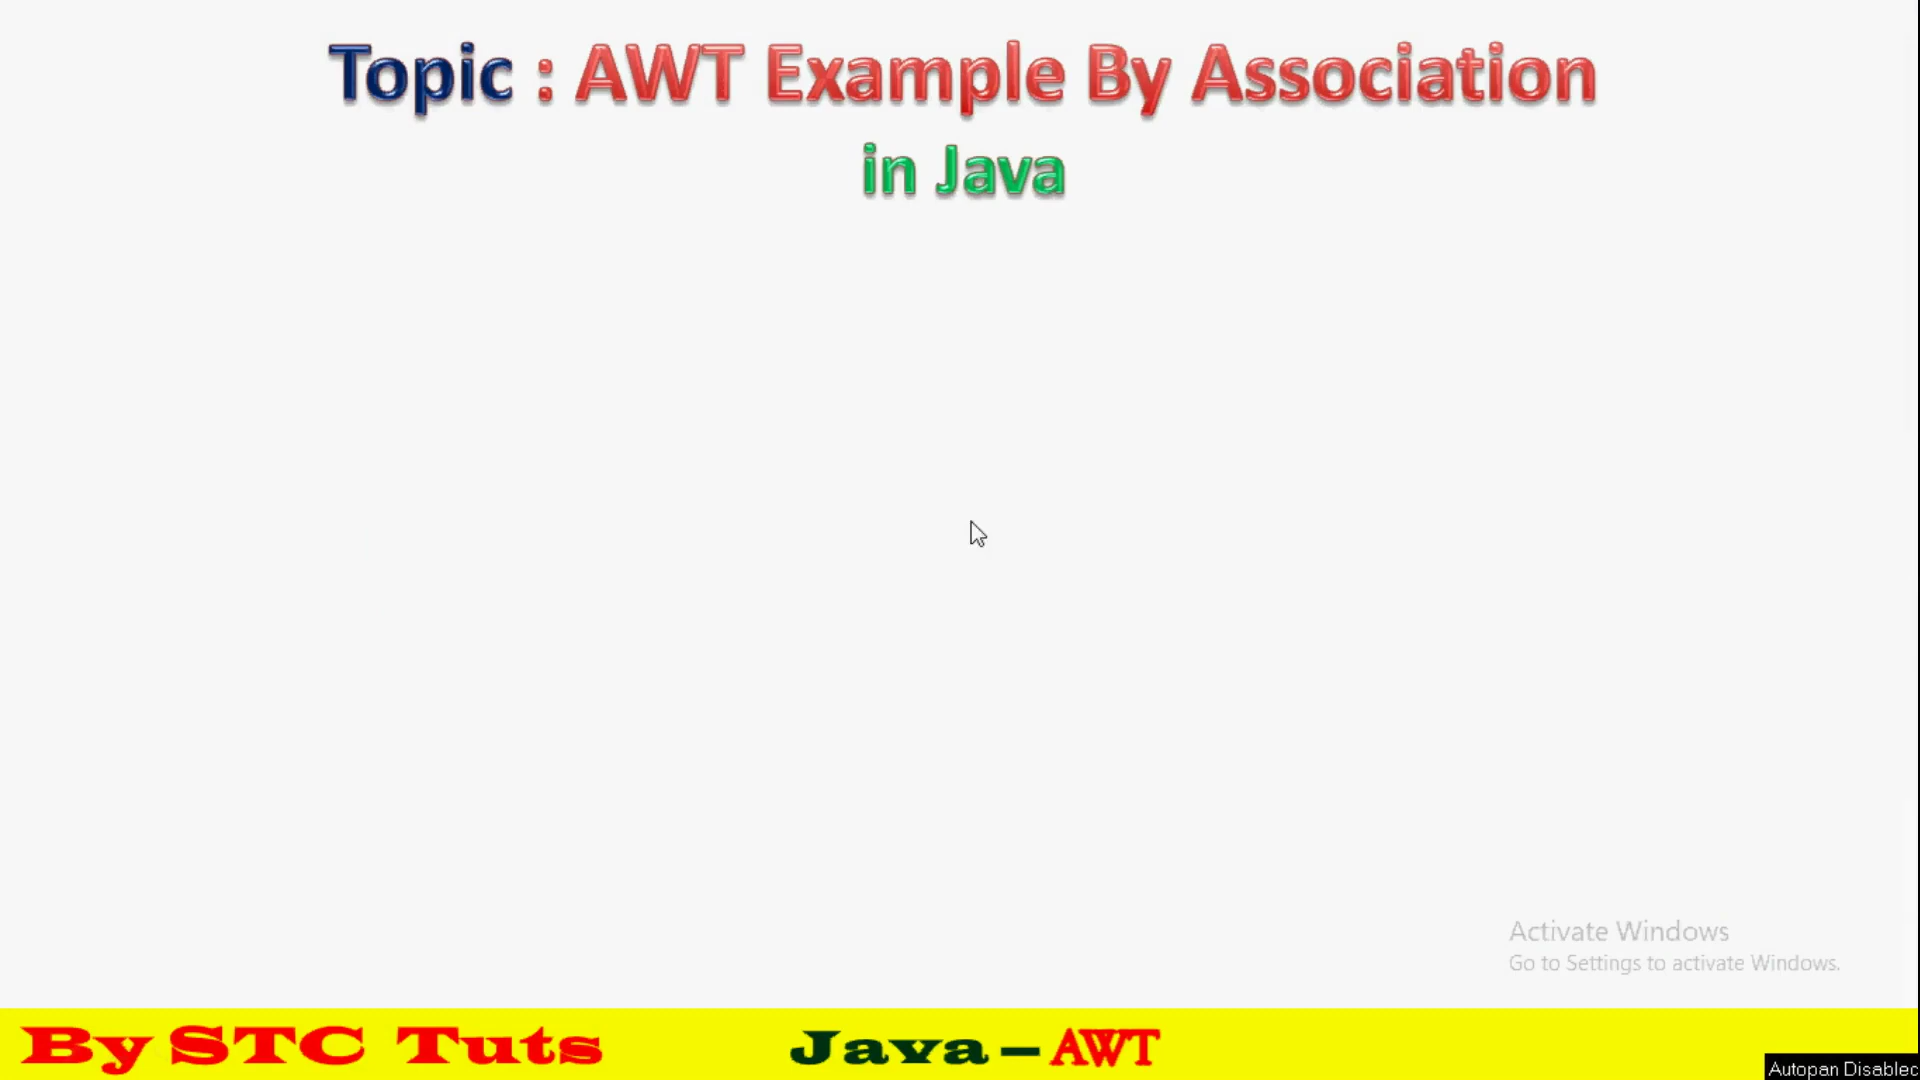 Topic : AWT Example By Association
in Java
Activate Windows
Go to Settings to activate Windows.
By STC Tuts
Java – AWT
Autopan Disabled